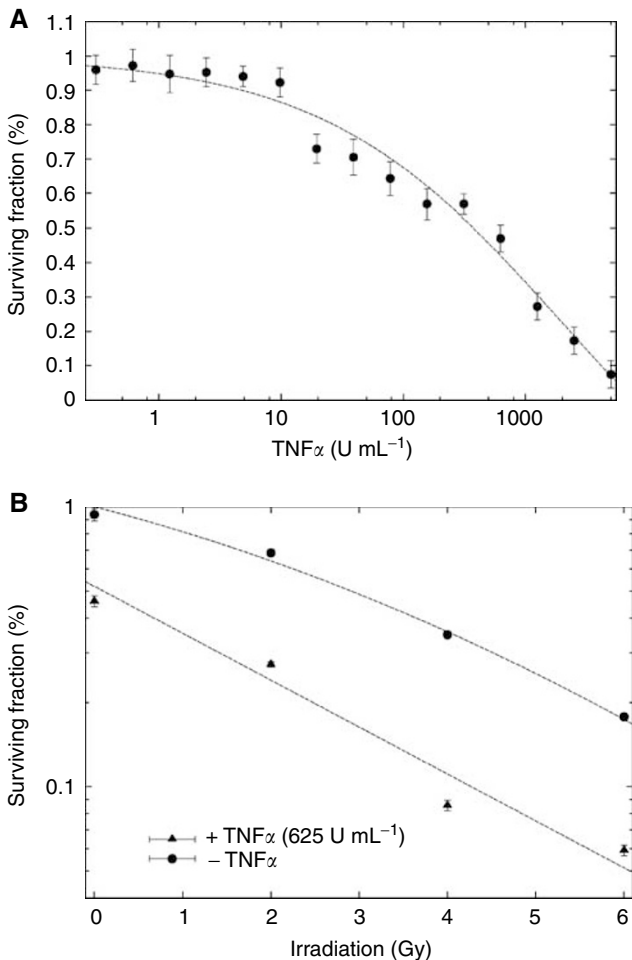 A
1.1
1
0.9
0.8
0.7
0.6
0.5
0.4
0.3
0.2
0.1
0
Surviving fraction (%)
1 10 100 1000
TNFα (U mL⁻¹)
B
1
0.1
Surviving fraction (%)
+ TNFα (625 U mL⁻¹)
– TNFα
0 1 2 3 4 5 6
Irradiation (Gy)